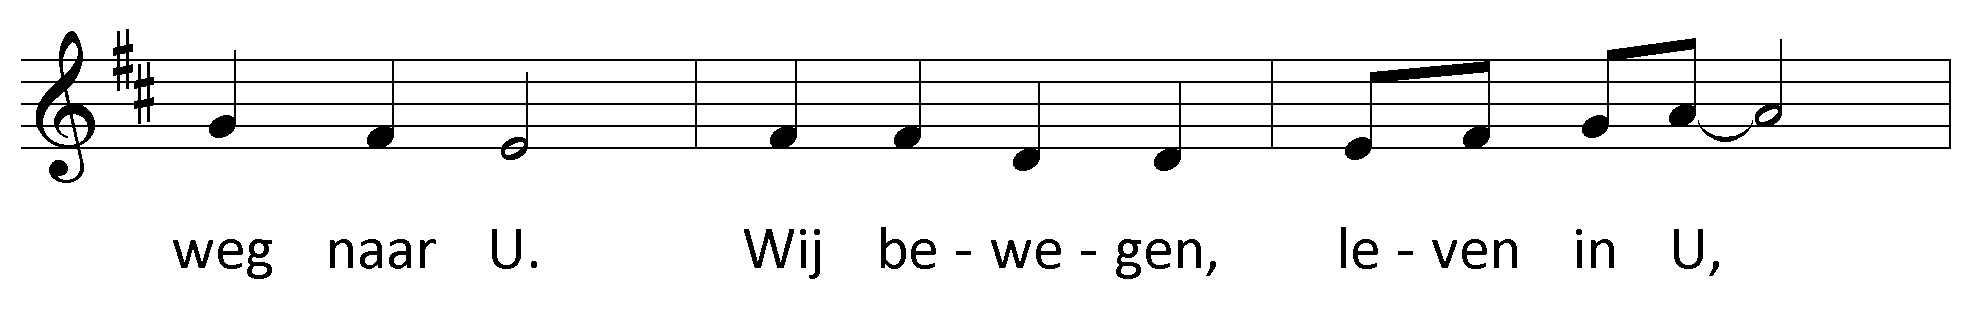 weg naar U. Wij be - we - gen, le - ven in U,